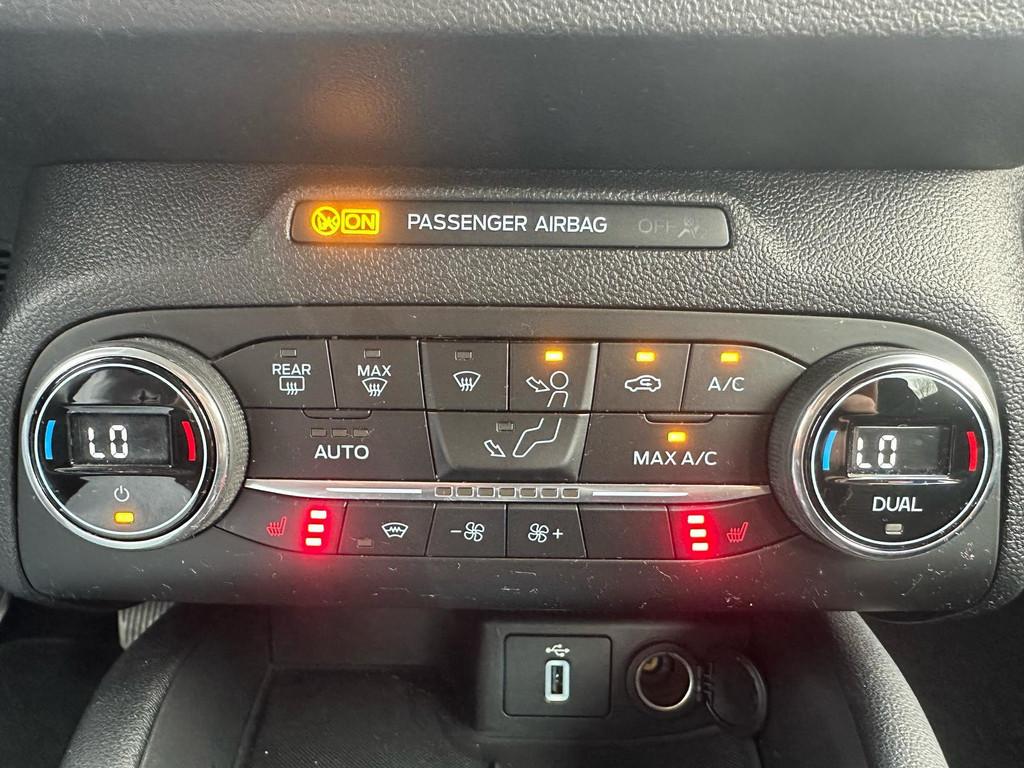 ON PASSENGER AIRBAG OFF
REAR
MAX
A/C
LO
LO
AUTO
MAX A/C
DUAL
- +